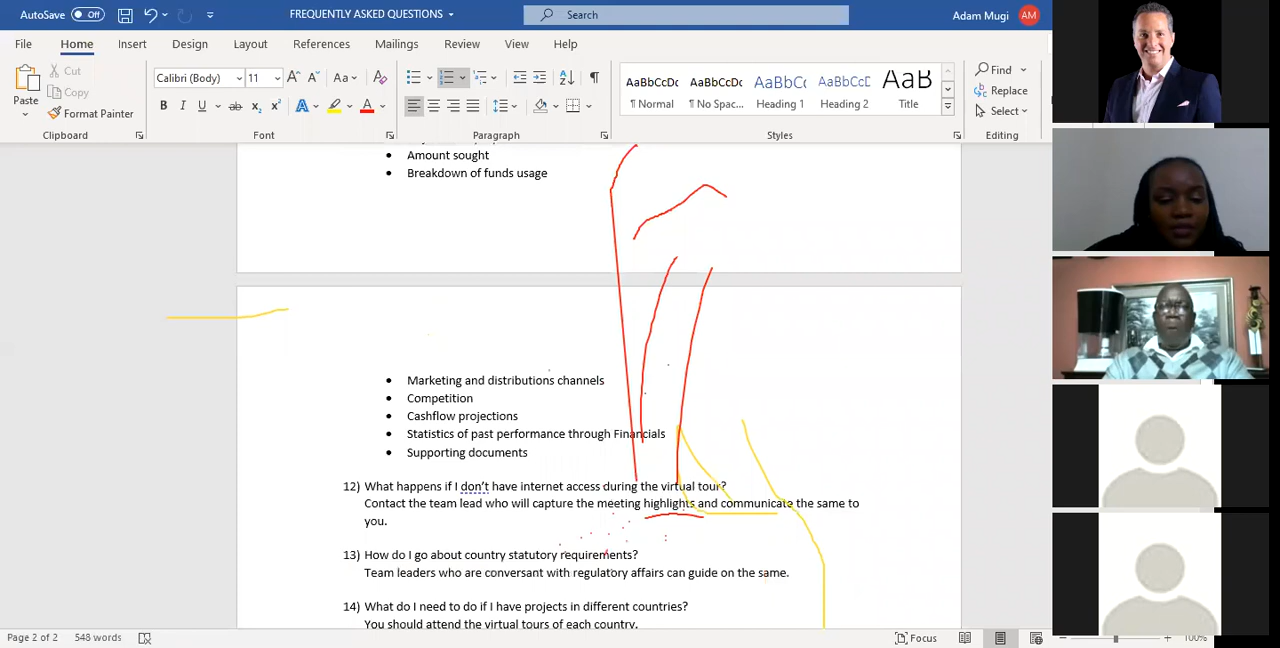 AutoSave Off FREQUENTLY ASKED QUESTIONS Search Adam Mugi AM
File Home Insert Design Layout References Mailings Review View Help
Paste Cut Copy Format Painter
Calibri (Body) 11 A A Aa A
B I U ab x₂ x² A A
AaBbCcDc AaBbCcDc AaBbCc AaBbCcD AaB
¶ Normal ¶ No Spac... Heading 1 Heading 2 Title
Find
Replace
Select
Clipboard Font Paragraph Styles Editing
• Amount sought
• Breakdown of funds usage
• Marketing and distributions channels
• Competition
• Cashflow projections
• Statistics of past performance through Financials
• Supporting documents
12) What happens if I don’t have internet access during the virtual tour?
Contact the team lead who will capture the meeting highlights and communicate the same to
you.
13) How do I go about country statutory requirements?
Team leaders who are conversant with regulatory affairs can guide on the same.
14) What do I need to do if I have projects in different countries?
You should attend the virtual tours of each country.
Page 2 of 2 548 words Focus 100%